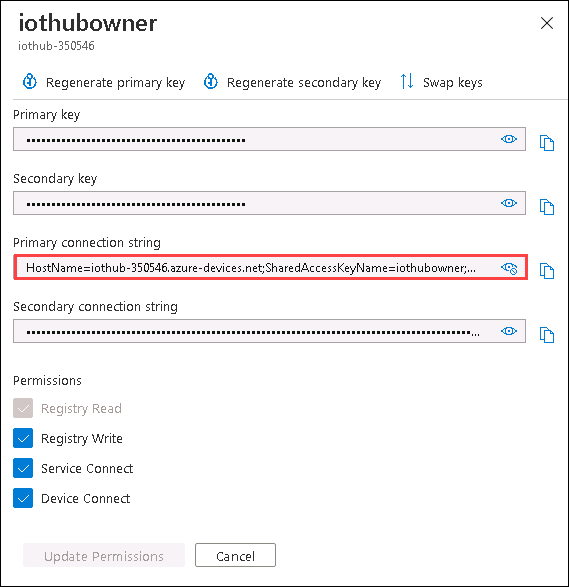 iothubowner
iothub-350546
Regenerate primary key Regenerate secondary key Swap keys
Primary key
••••••••••••••••••••••••••••••••••••••••••••
Secondary key
••••••••••••••••••••••••••••••••••••••••••••
Primary connection string
HostName=iothub-350546.azure-devices.net;SharedAccessKeyName=iothubowner;...
Secondary connection string
•••••••••••••••••••••••••••••••••••••••••••••••••••••••••••••••••••••••••••••••••••••...
Permissions
Registry Read
Registry Write
Service Connect
Device Connect
Update Permissions Cancel